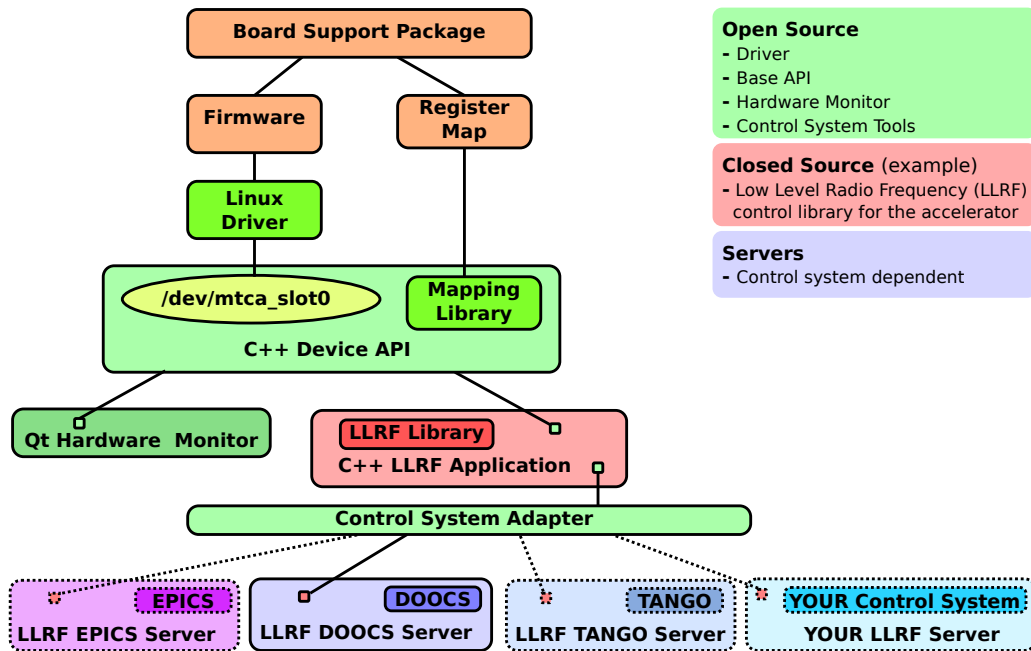 Board Support Package
Firmware
Register
Map
Linux
Driver
/dev/mtca_slot0
Mapping
Library
C++ Device API
Qt Hardware Monitor
LLRF Library
C++ LLRF Application
Control System Adapter
EPICS
LLRF EPICS Server
DOOCS
LLRF DOOCS Server
TANGO
LLRF TANGO Server
YOUR Control System
YOUR LLRF Server
Open Source
- Driver
- Base API
- Hardware Monitor
- Control System Tools
Closed Source (example)
- Low Level Radio Frequency (LLRF)
control library for the accelerator
Servers
- Control system dependent